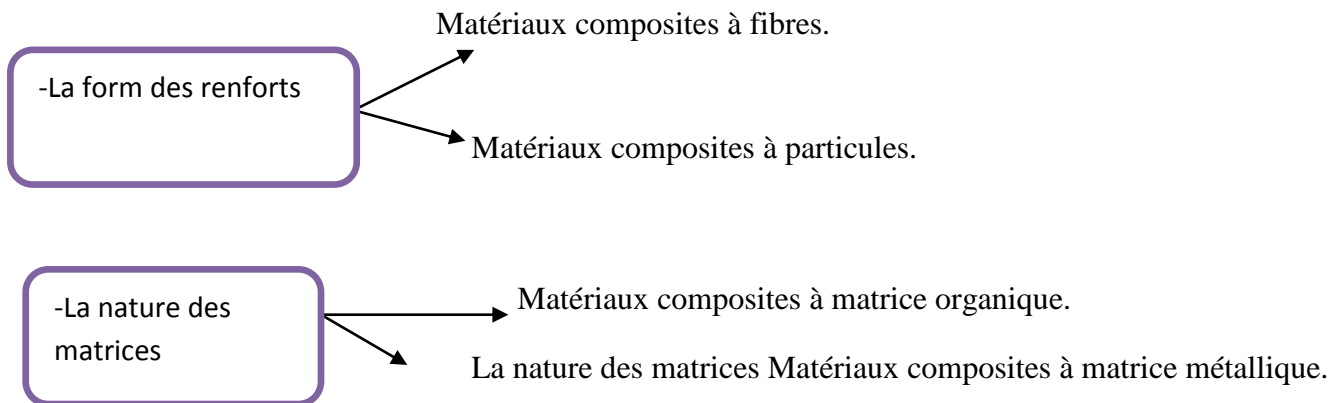 Matériaux composites à fibres.
-La form des renforts
Matériaux composites à particules.
-La nature des
matrices
Matériaux composites à matrice organique.
La nature des matrices Matériaux composites à matrice métallique.